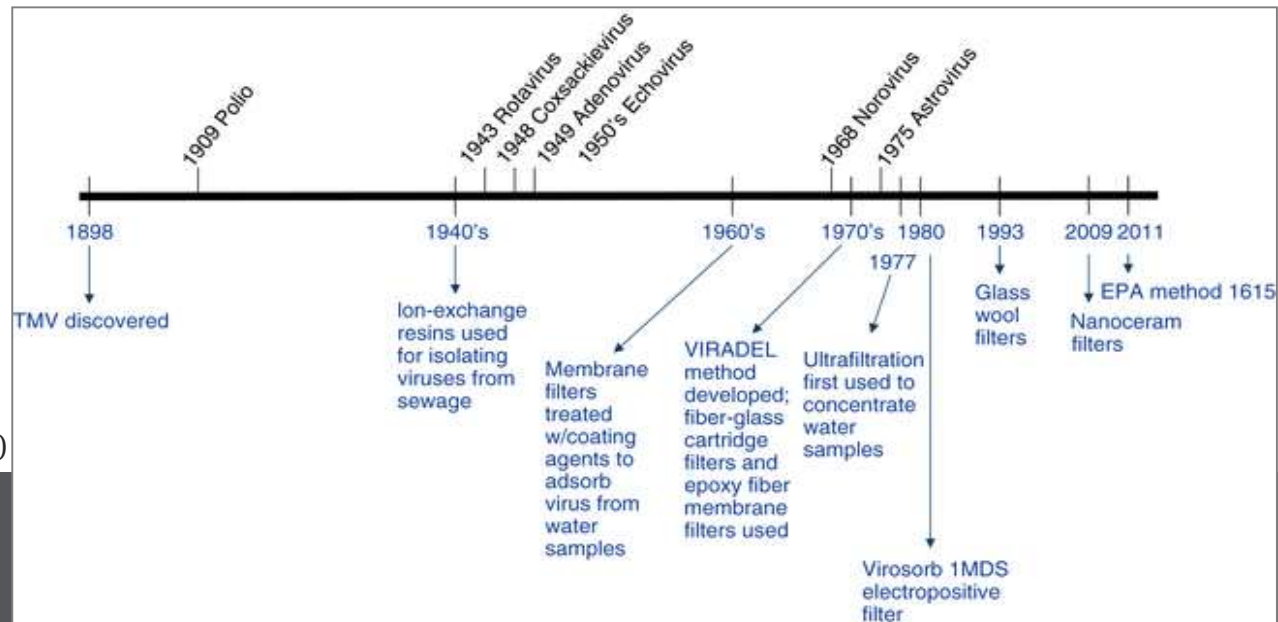 1909 Polio
1943 Rotavirus
1948 Coxsackievirus
1949 Adenovirus
1950's Echovirus
1968 Norovirus
1975 Astrovirus
1898
1940's
1960's
1970's
1980
1993
2009
2011
1977
TMV discovered
Ion-exchange
resins used
for isolating
viruses from
sewage
Membrane
filters
treated
w/coating
agents to
adsorb
virus from
water
samples
VIRADEL
method
developed;
fiber-glass
cartridge
filters and
epoxy fiber
membrane
filters used
Ultrafiltration
first used to
concentrate
water
samples
Virosorb 1MDS
electropositive
filter
Glass
wool
filters
Nanoceram
filters
EPA method 1615
)